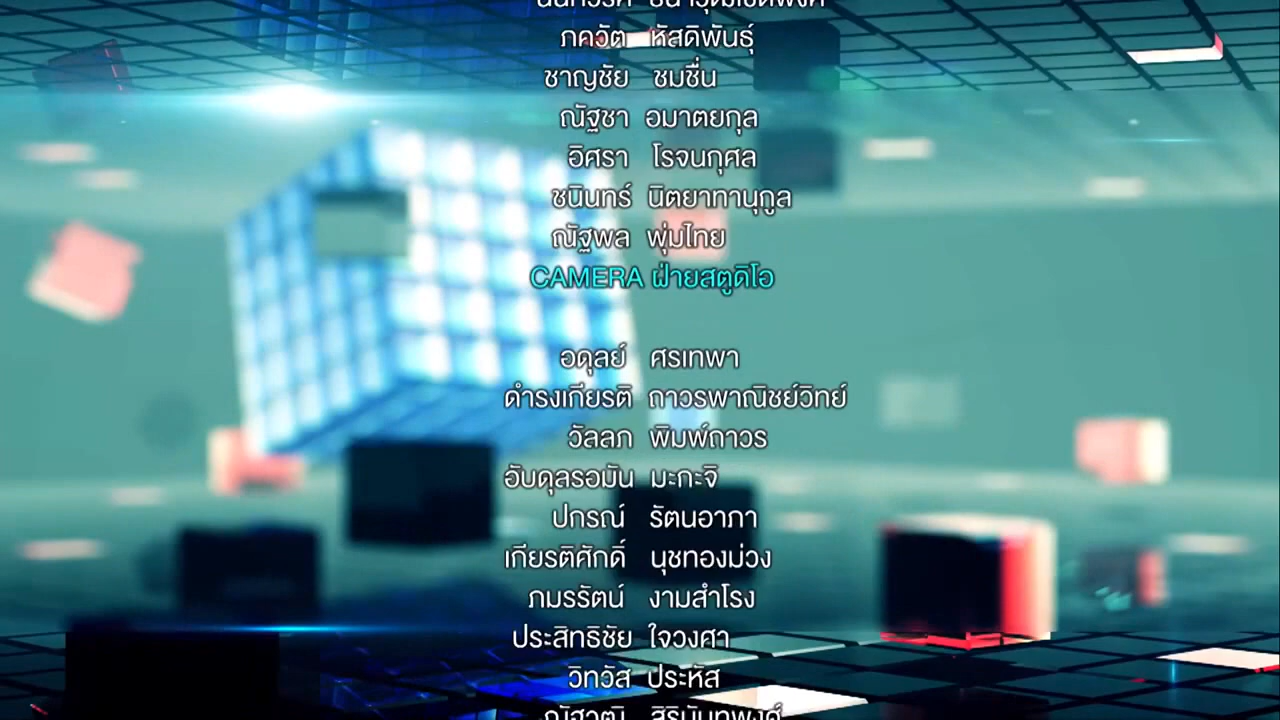 ภควัต หัสดิพันธุ์
ชาญชัย ชมชื่น
ณัฐชา อมาตยกุล
อิศรา โรจนกุศล
ชนินทร์ นิตยาทานุกูล
ณัฐพล พุ่มไทย
CAMERA ฝ่ายสตูดิโอ
อดุลย์ ศรเทพา
ดำรงเกียรติ ถาวรพาณิชย์วิทย์
วัลลภ พิมพ์ถาวร
อับดุลรอมัน มะกะจิ
ปกรณ์ รัตนอาภา
เกียรติศักดิ์ นุชทองม่วง
ภมรรัตน์ งามสำโรง
ประสิทธิชัย ใจวงศา
วิทวัส ประหัส